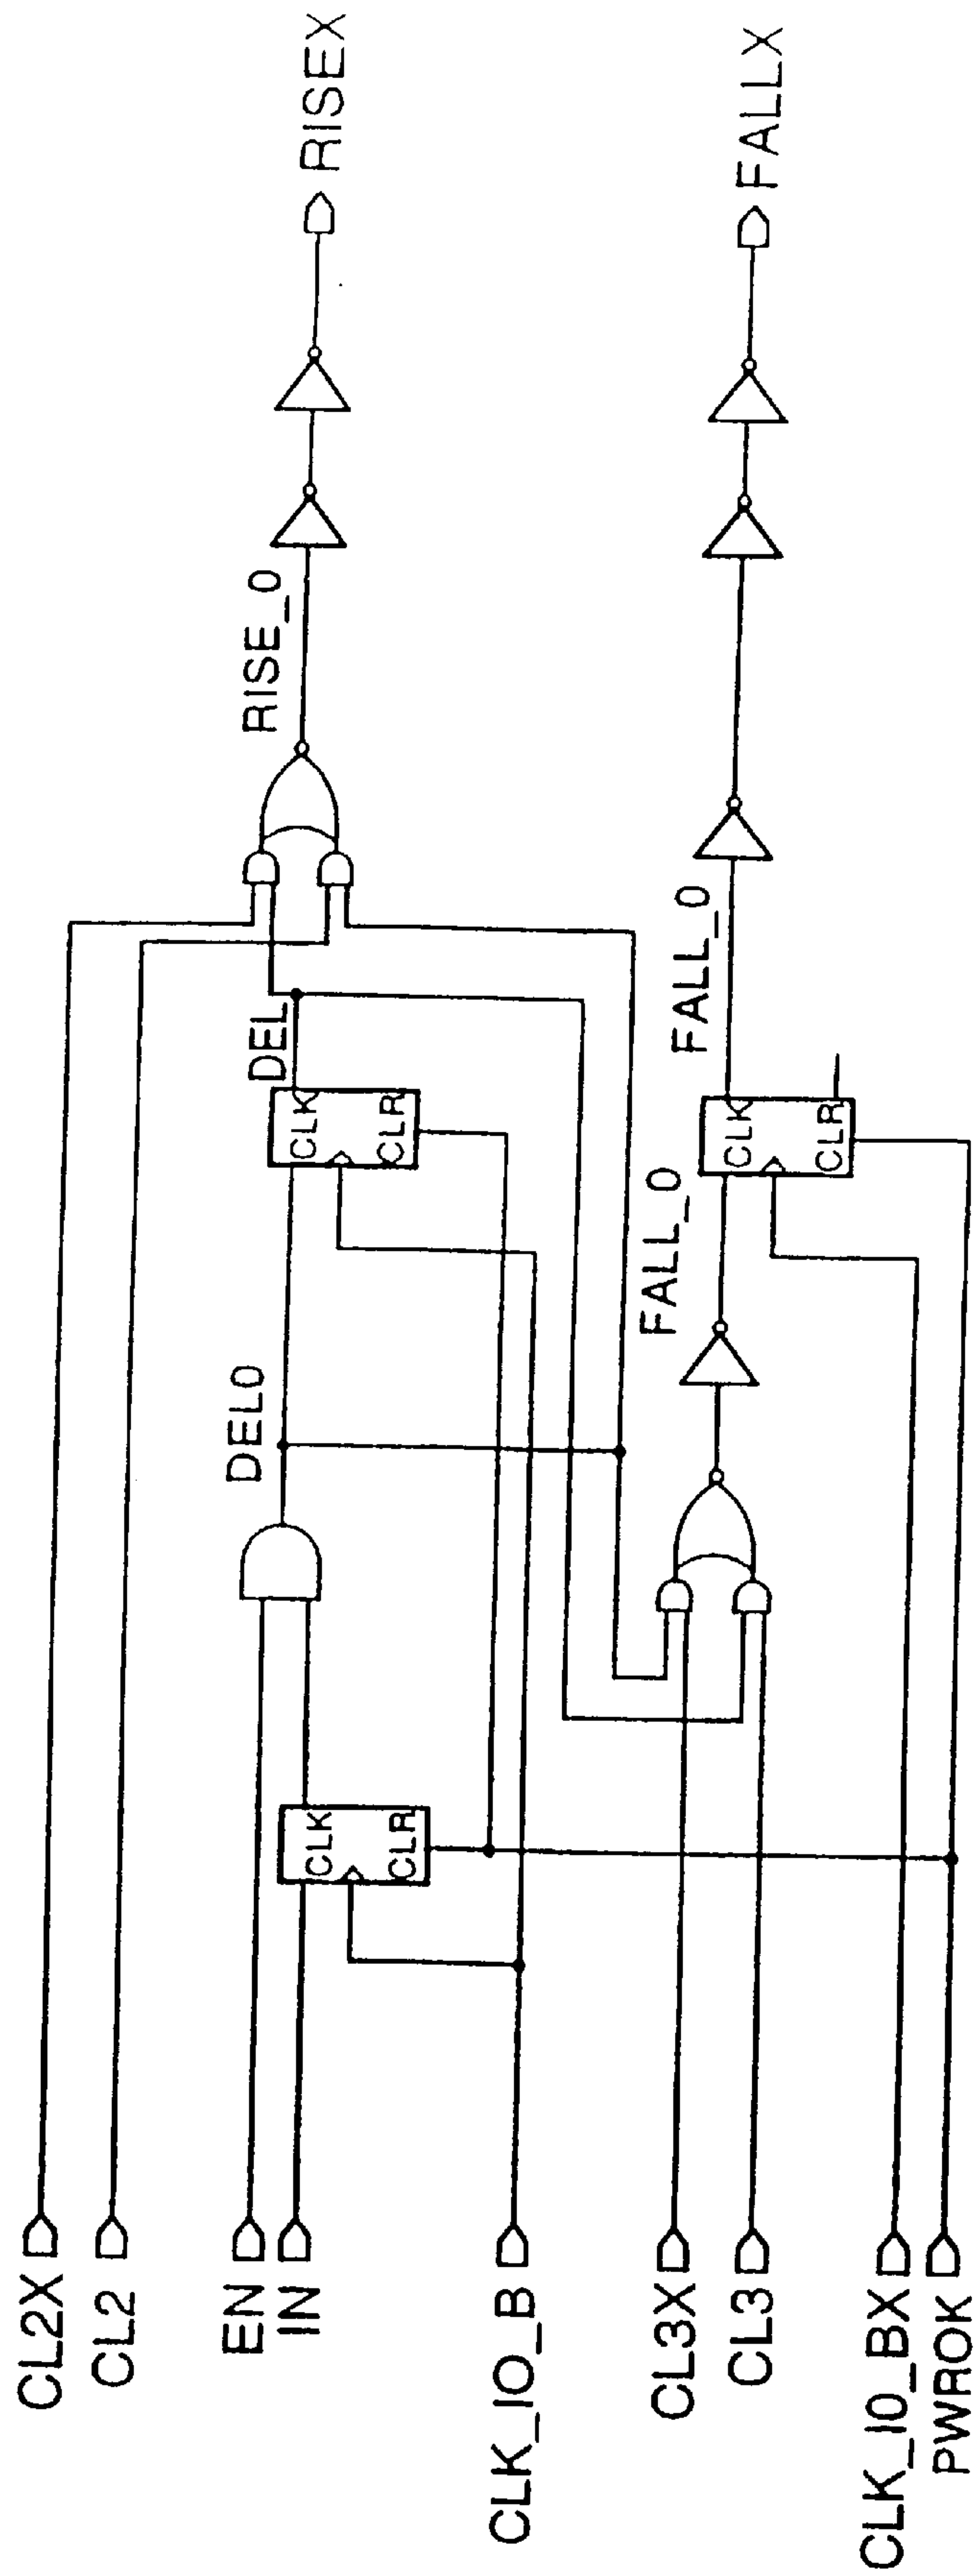 CL2X
CL2
EN
IN
CLK_IO_B
CL3X
CL3
CLK_I0_BX
PWROK
CLK
CLR
DEL0
CLK
CLR
DEL
RISE_0
RISEX
FALL_0
CLK
CLR
FALL_0
FALLX